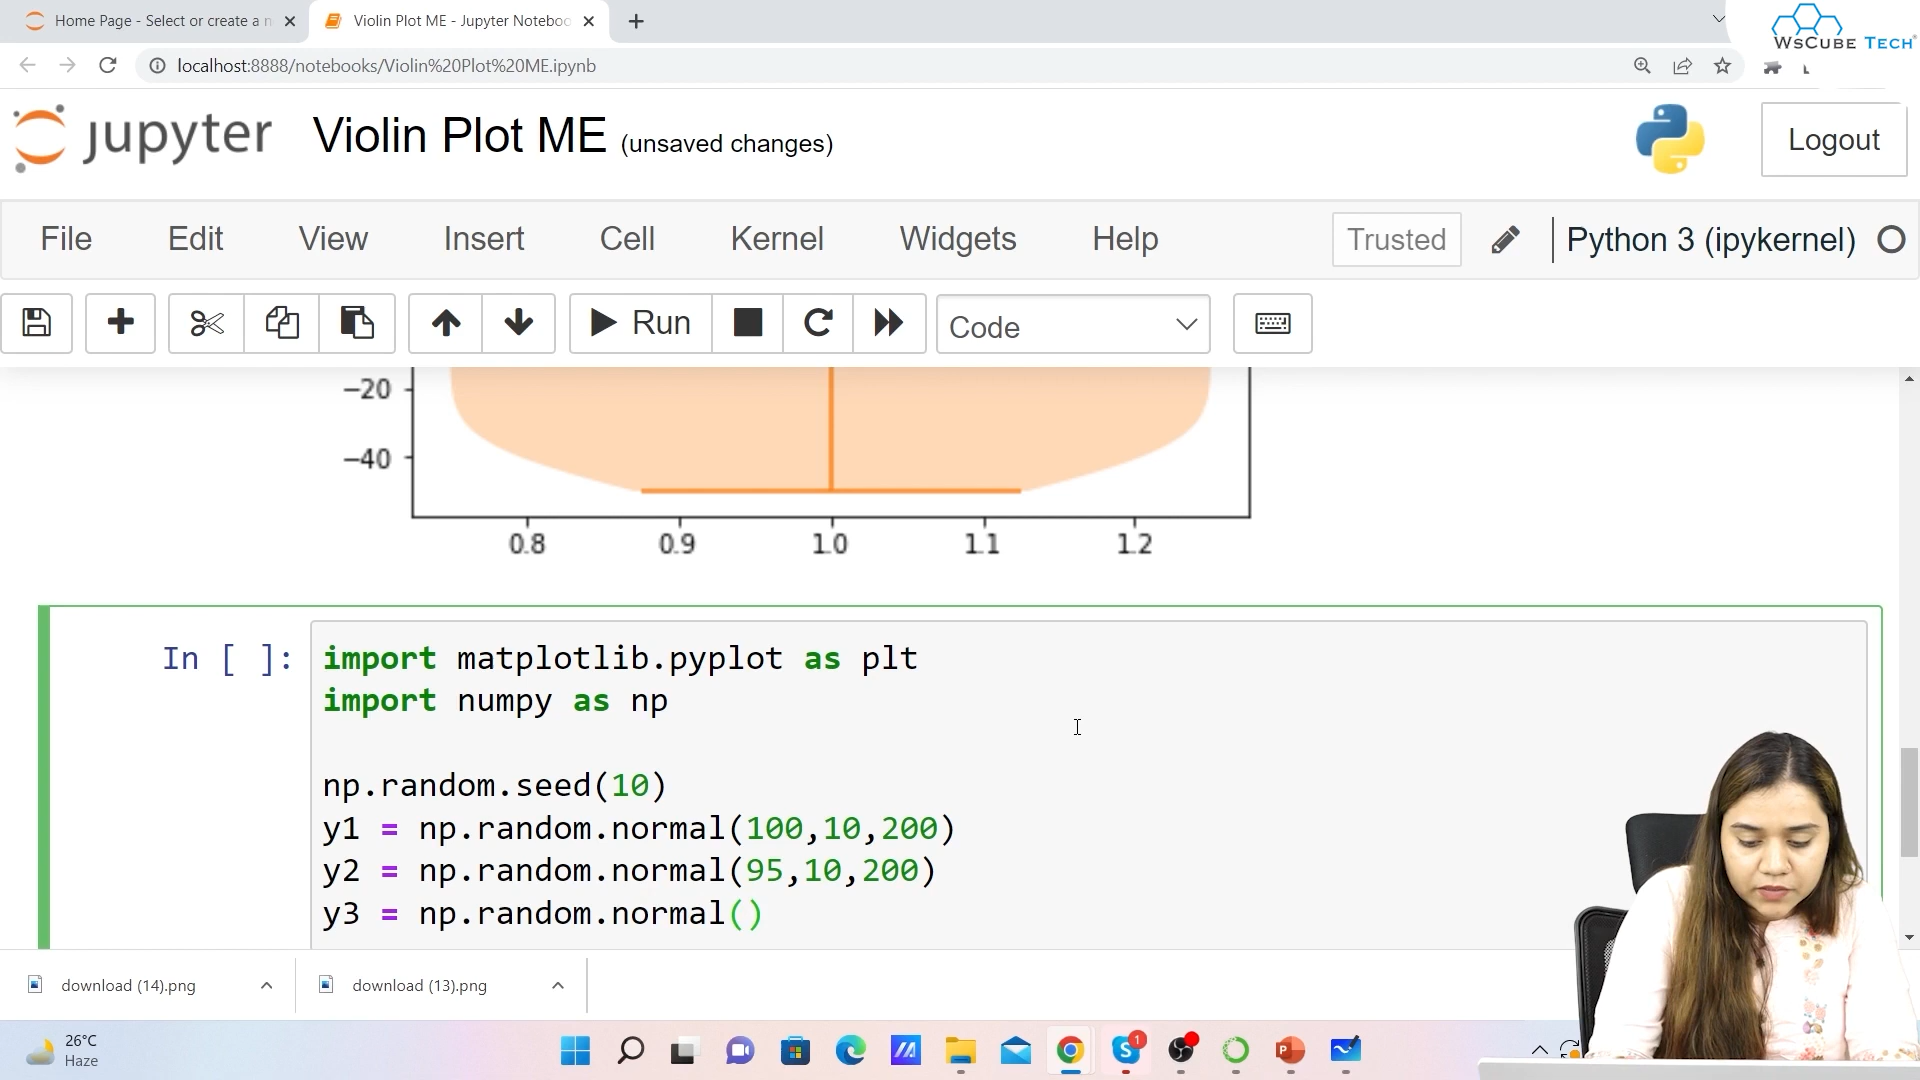 Home Page - Select or create a n
Violin Plot ME - Jupyter Noteboo
WsCube Tech
localhost:8888/notebooks/Violin%20Plot%20ME.ipynb
jupyter Violin Plot ME (unsaved changes)
Logout
File Edit View Insert Cell Kernel Widgets Help Trusted Python 3 (ipykernel)
Run Code
−20
−40
0.8 0.9 1.0 1.1 1.2
In [ ]: import matplotlib.pyplot as plt
import numpy as np
np.random.seed(10)
y1 = np.random.normal(100,10,200)
y2 = np.random.normal(95,10,200)
y3 = np.random.normal()
download (14).png
download (13).png
26°C
Haze
1